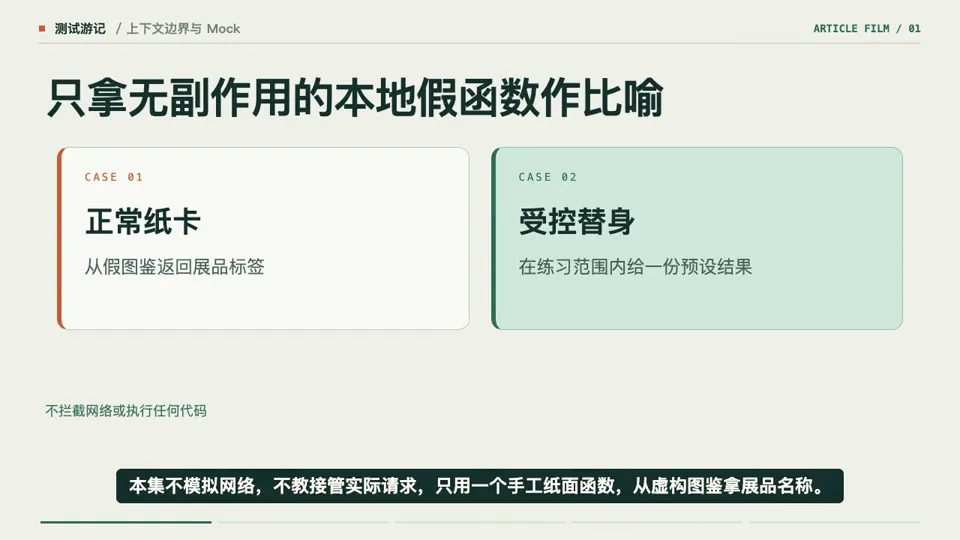 测试游记 / 上下文边界与 Mock
ARTICLE FILM / 01
只拿无副作用的本地假函数作比喻
CASE 01
正常纸卡
从假图鉴返回展品标签
CASE 02
受控替身
在练习范围内给一份预设结果
不拦截网络或执行任何代码
本集不模拟网络，不教接管实际请求，只用一个手工纸面函数，从虚构图鉴拿展品名称。